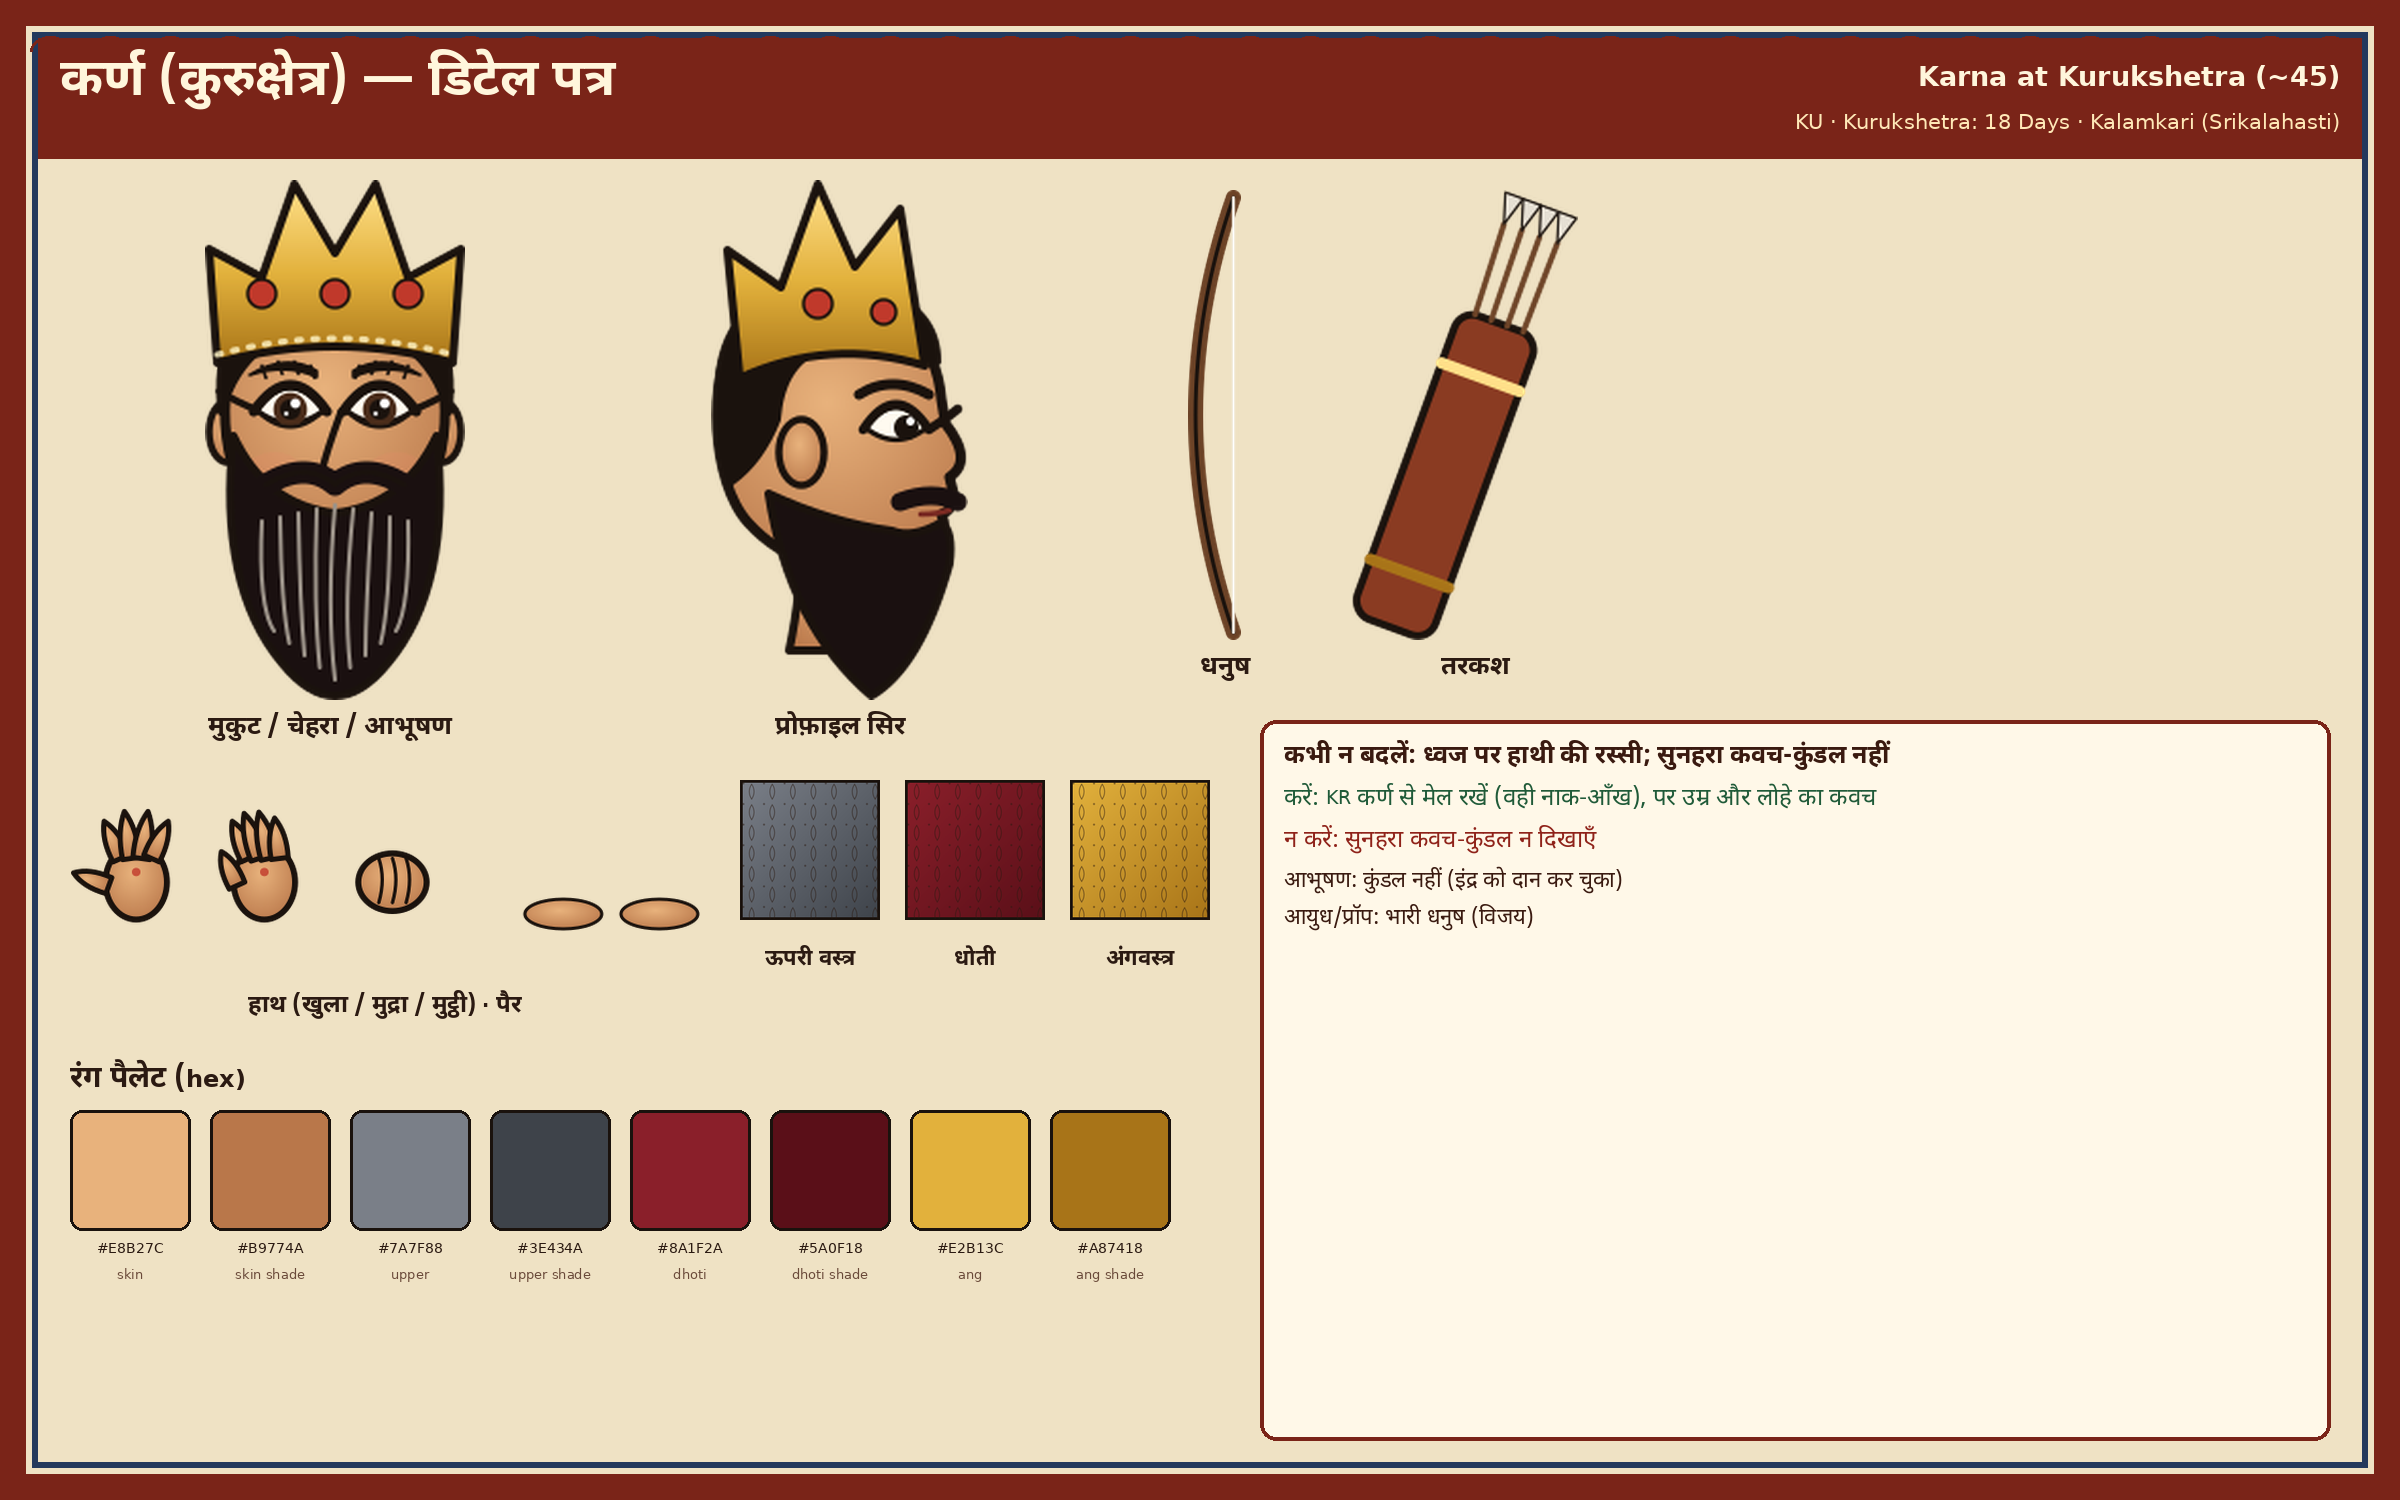 कर्ण (कुरुक्षेत्र) — डिटेल पत्र
Karna at Kurukshetra (~45)
KU · Kurukshetra: 18 Days · Kalamkari (Srikalahasti)
धनुष
तरकश
मुकुट / चेहरा / आभूषण
प्रोफ़ाइल सिर
कभी न बदलें: ध्वज पर हाथी की रस्सी; सुनहरा कवच-कुंडल नहीं
करें: KR कर्ण से मेल रखें (वही नाक-आँख), पर उम्र और लोहे का कवच
न करें: सुनहरा कवच-कुंडल न दिखाएँ
आभूषण: कुंडल नहीं (इंद्र को दान कर चुका)
आयुध/प्रॉप: भारी धनुष (विजय)
ऊपरी वस्त्र
धोती
अंगवस्त्र
हाथ (खुला / मुद्रा / मुट्ठी) · पैर
रंग पैलेट (hex)
#E8B27C
#B9774A
#7A7F88
#3E434A
#8A1F2A
#5A0F18
#E2B13C
#A87418
skin
skin shade
upper
upper shade
dhoti
dhoti shade
ang
ang shade